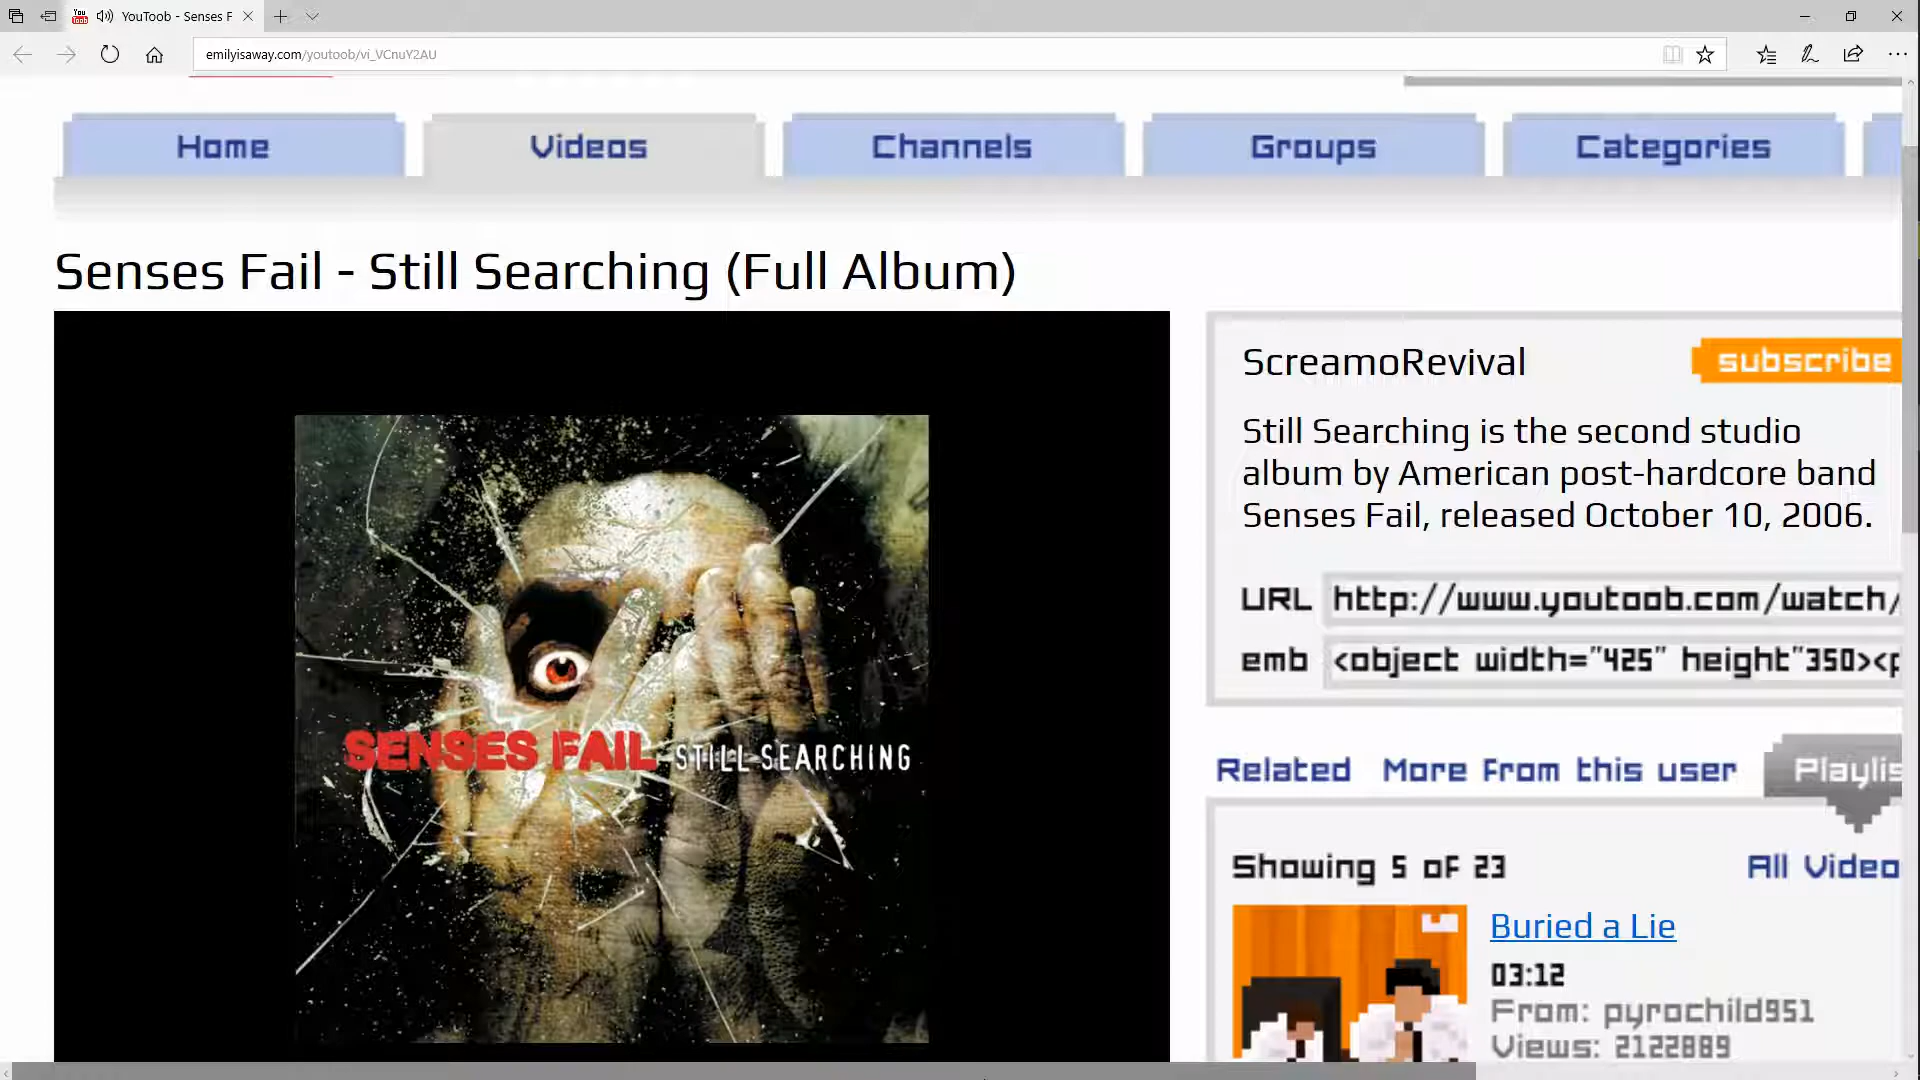 YouToob - Senses F
emilyisaway.com/youtoob/vi_VCnuY2AU
Home Videos Channels Groups Categories
Senses Fail - Still Searching (Full Album)
ScreamoRevival
subscribe
Still Searching is the second studio
album by American post-hardcore band
Senses Fail, released October 10, 2006.
URL http://www.youtoob.com/watch/
emb <object width="425" height"350><p
SENSES FAIL STILL SEARCHING
Related More from this user Playlis
Showing 5 of 23 All Video
Buried a Lie
03:12
From: pyrochild951
Views: 2122889